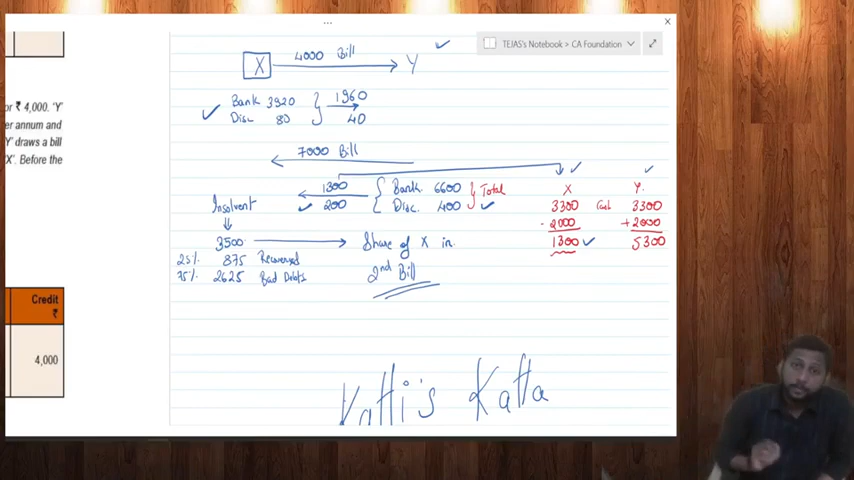 TEJAS's Notebook > CA Foundation
X 4000 Bill Y
Bank 3920 1960
Disc 80 40
7000 Bill
1300 Bank 6600 Total X Y.
Insolvent 200 Disc. 400 3300 Cash 3300
- 2000 + 2000
3500 Share of X in 1300 5300
25% 875 Recovered 2nd Bill
75% 2625 Bad Debts
or ₹ 4,000. 'Y'
er annum and
'Y' draws a bill
'X'. Before the
Credit
₹
4,000
Katti's Katta